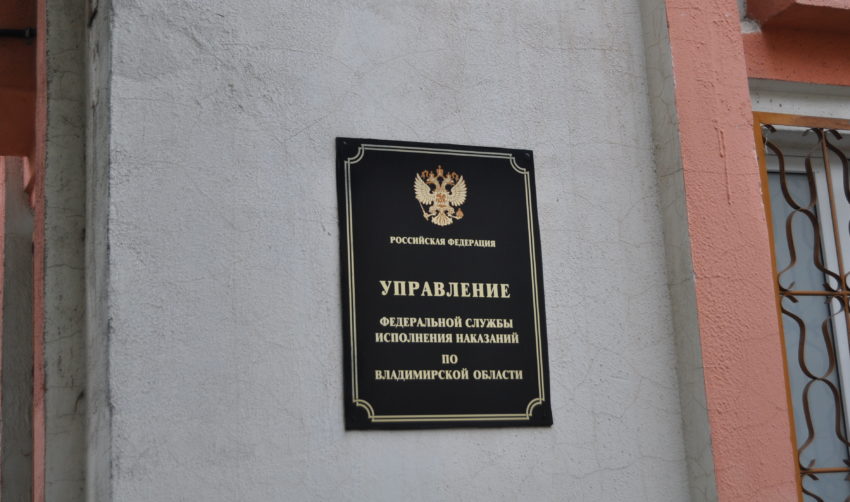 РОССИЙСКАЯ ФЕДЕРАЦИЯ
УПРАВЛЕНИЕ
ФЕДЕРАЛЬНОЙ СЛУЖБЫ
ИСПОЛНЕНИЯ НАКАЗАНИЙ
ПО
ВЛАДИМИРСКОЙ ОБЛАСТИ